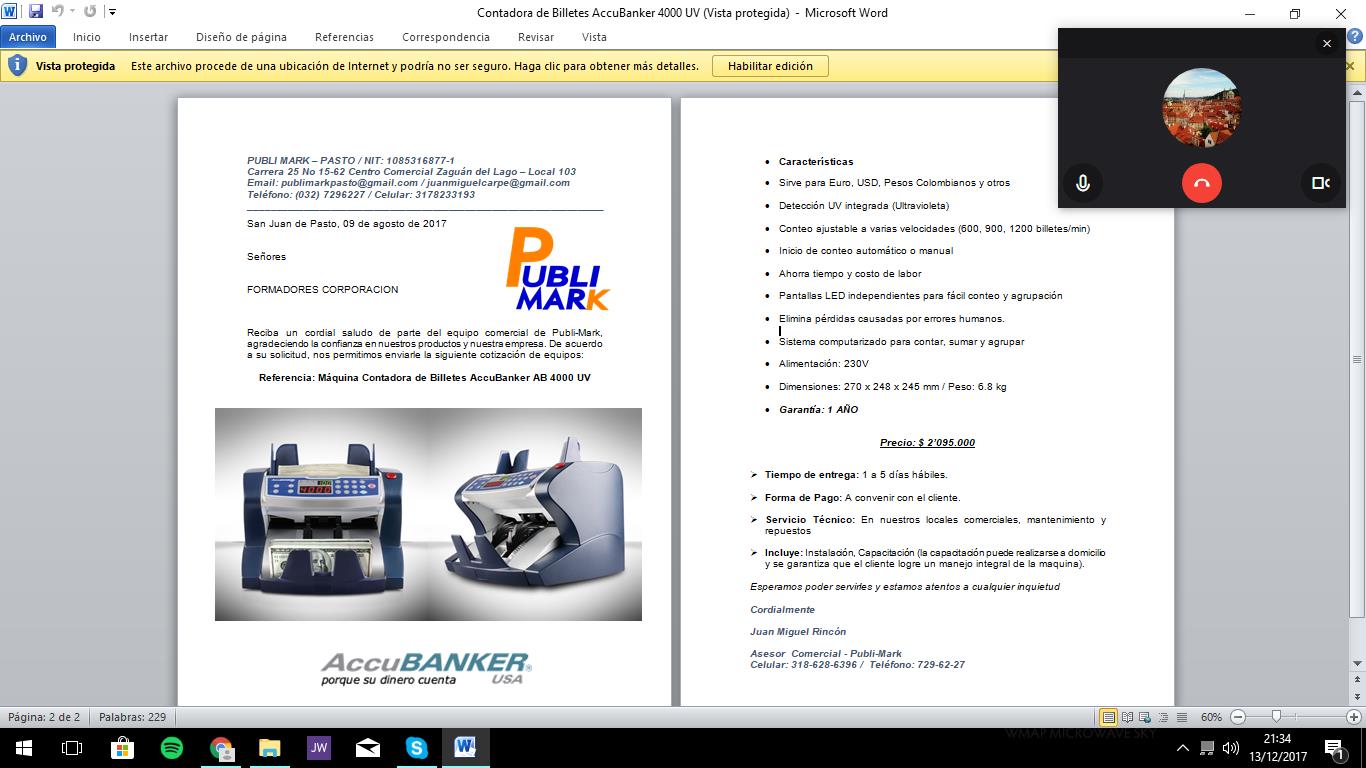 Contadora de Billetes AccuBanker 4000 UV (Vista protegida) - Microsoft Word
Archivo Inicio Insertar Diseño de página Referencias Correspondencia Revisar Vista
Vista protegida Este archivo procede de una ubicación de Internet y podría no ser seguro. Haga clic para obtener más detalles. Habilitar edición
PUBLI MARK – PASTO / NIT: 1085316877-1
Carrera 25 No 15-62 Centro Comercial Zaguán del Lago – Local 103
Email: publimarkpasto@gmail.com / juanmiguelcarpe@gmail.com
Teléfono: (032) 7296227 / Celular: 3178233193
San Juan de Pasto, 09 de agosto de 2017
Señores
FORMADORES CORPORACION
PUBLI
MARK
Reciba un cordial saludo de parte del equipo comercial de Publi-Mark,
agradeciendo la confianza en nuestros productos y nuestra empresa. De acuerdo
a su solicitud, nos permitimos enviarle la siguiente cotización de equipos:
Referencia: Máquina Contadora de Billetes AccuBanker AB 4000 UV
100
4000
AccuBANKER®
porque su dinero cuenta USA
• Características
• Sirve para Euro, USD, Pesos Colombianos y otros
• Detección UV integrada (Ultravioleta)
• Conteo ajustable a varias velocidades (600, 900, 1200 billetes/min)
• Inicio de conteo automático o manual
• Ahorra tiempo y costo de labor
• Pantallas LED independientes para fácil conteo y agrupación
• Elimina pérdidas causadas por errores humanos.
• Sistema computarizado para contar, sumar y agrupar
• Alimentación: 230V
• Dimensiones: 270 x 248 x 245 mm / Peso: 6.8 kg
• Garantía: 1 AÑO
Precio: $ 2'095.000
➢ Tiempo de entrega: 1 a 5 días hábiles.
➢ Forma de Pago: A convenir con el cliente.
➢ Servicio Técnico: En nuestros locales comerciales, mantenimiento y
repuestos
➢ Incluye: Instalación, Capacitación (la capacitación puede realizarse a domicilio
y se garantiza que el cliente logre un manejo integral de la maquina).
Esperamos poder servirles y estamos atentos a cualquier inquietud
Cordialmente
Juan Miguel Rincón
Asesor Comercial - Publi-Mark
Celular: 318-628-6396 / Teléfono: 729-62-27
Página: 2 de 2 Palabras: 229 60%
WMAP MICROWAVE SKY
JW
21:34
13/12/2017
1